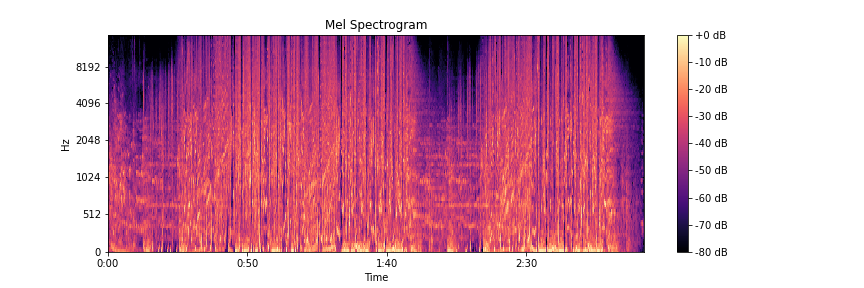 Mel Spectrogram
Hz
8192
4096
2048
1024
512
0
0:00
0:50
1:40
2:30
Time
+0 dB
-10 dB
-20 dB
-30 dB
-40 dB
-50 dB
-60 dB
-70 dB
-80 dB